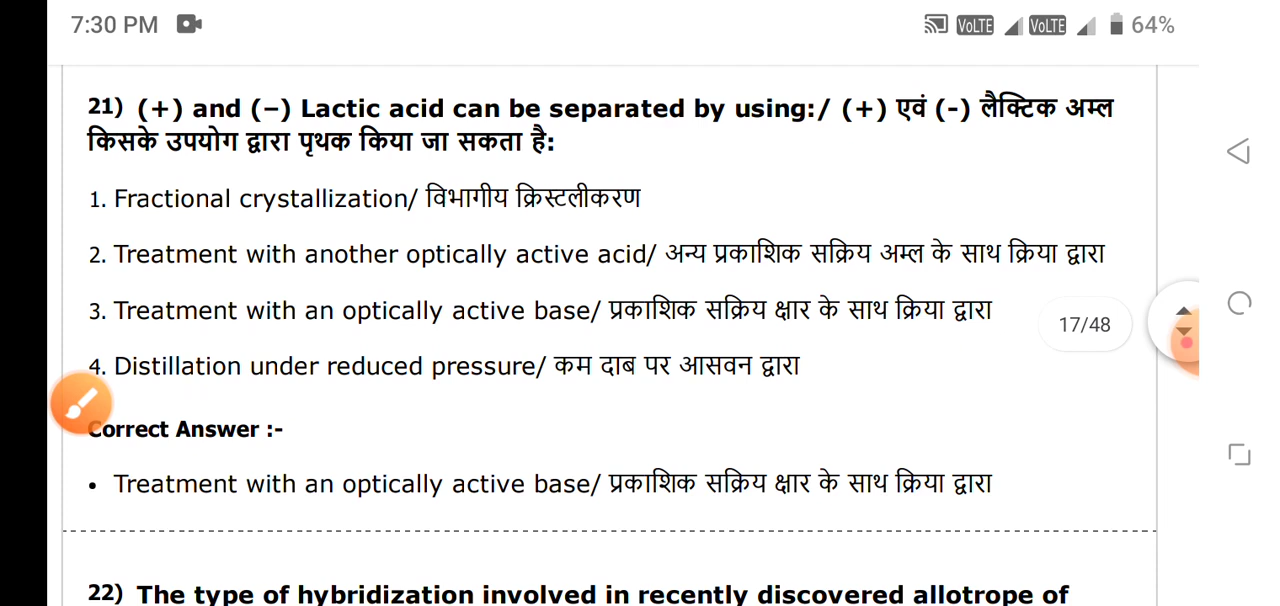 7:30 PM
VoLTE VoLTE 64%
21) (+) and (−) Lactic acid can be separated by using:/ (+) एवं (-) लैक्टिक अम्ल
किसके उपयोग द्वारा पृथक किया जा सकता है:
1. Fractional crystallization/ विभागीय क्रिस्टलीकरण
2. Treatment with another optically active acid/ अन्य प्रकाशिक सक्रिय अम्ल के साथ क्रिया द्वारा
3. Treatment with an optically active base/ प्रकाशिक सक्रिय क्षार के साथ क्रिया द्वारा
17/48
4. Distillation under reduced pressure/ कम दाब पर आसवन द्वारा
Correct Answer :-
• Treatment with an optically active base/ प्रकाशिक सक्रिय क्षार के साथ क्रिया द्वारा
22) The type of hybridization involved in recently discovered allotrope of